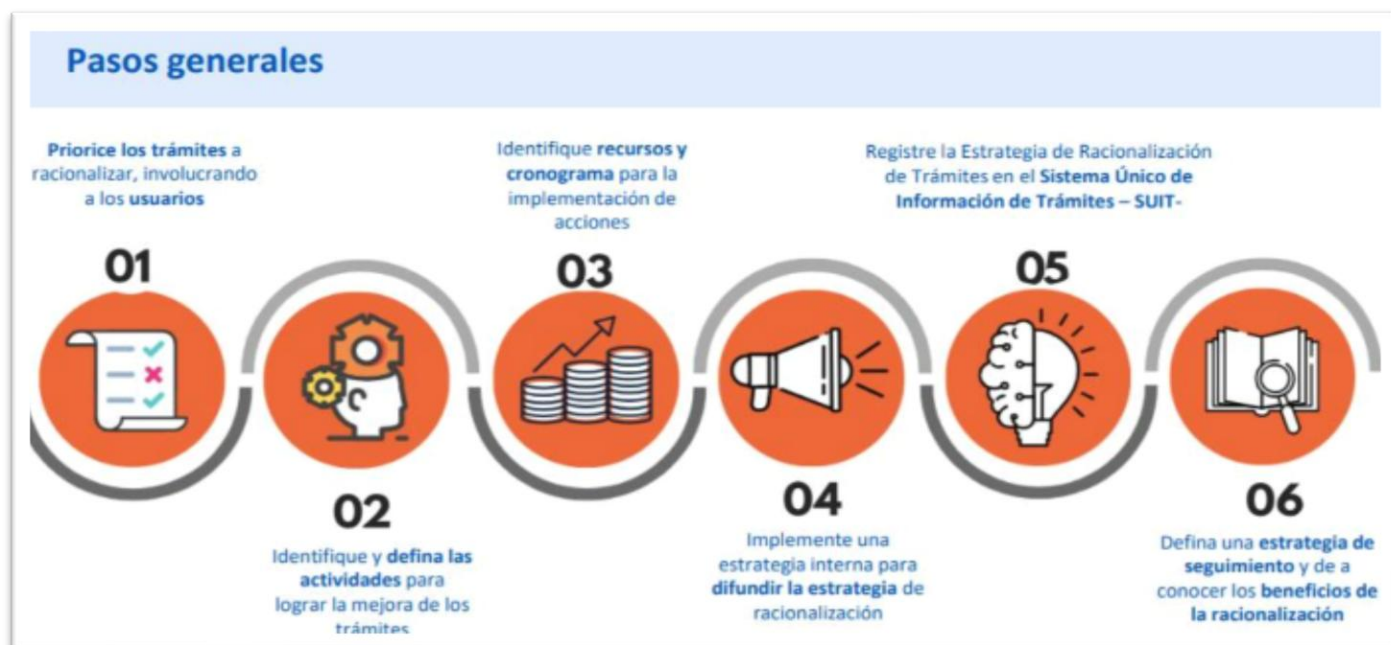 Pasos generales
Priorice los trámites a
racionalizar, involucrando
a los usuarios
01
02
Identifique y defina las
actividades para
lograr la mejora de los
trámites
Identifique recursos y
cronograma para la
implementación de
acciones
03
04
Implemente una
estrategia interna para
difundir la estrategia de
racionalización
Registre la Estrategia de Racionalización
de Trámites en el Sistema Único de
Información de Trámites – SUIT-
05
06
Defina una estrategia de
seguimiento y de a
conocer los beneficios de
la racionalización